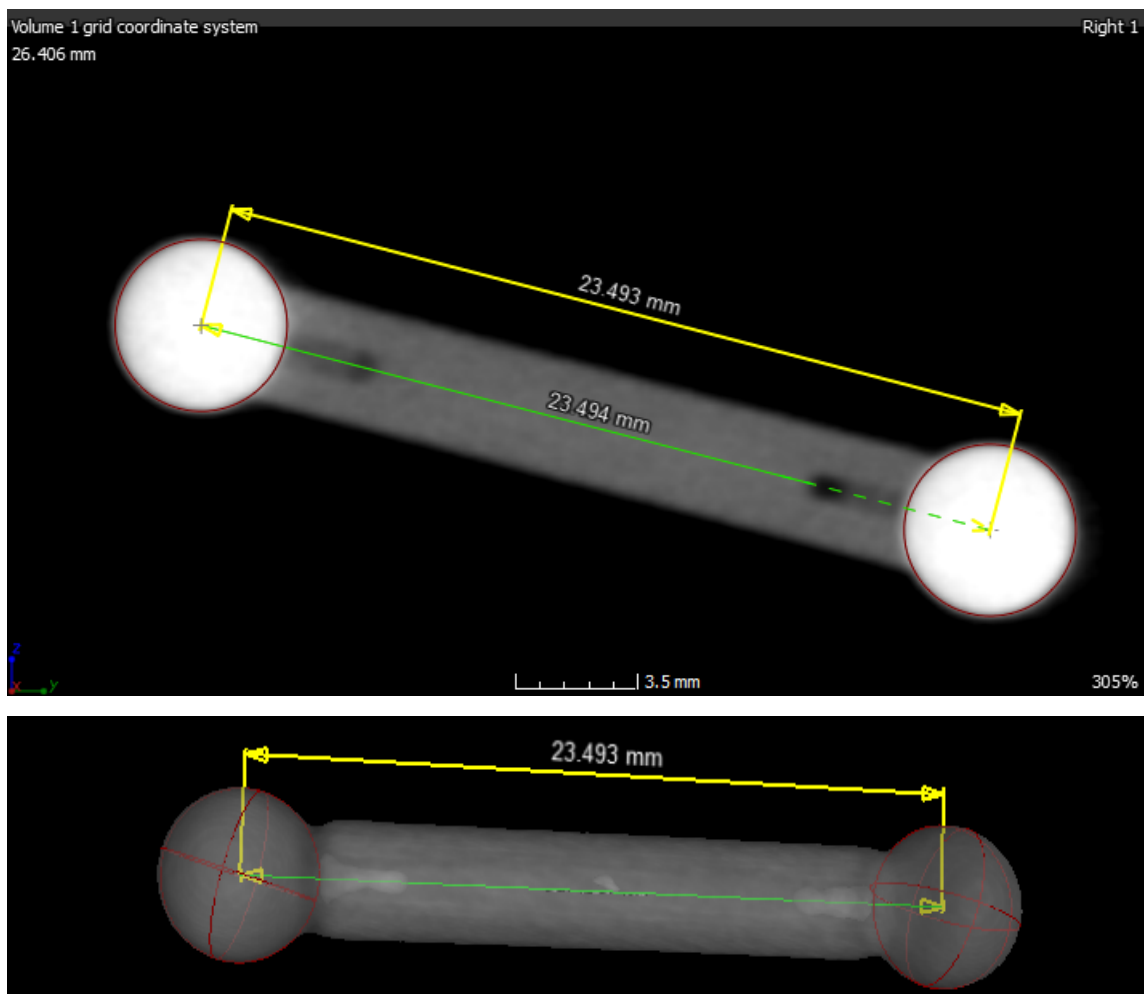 Volume 1 grid coordinate system
Right 1
26.406 mm
23.493 mm
23.494 mm
z
x
y
3.5 mm
305%
23.493 mm